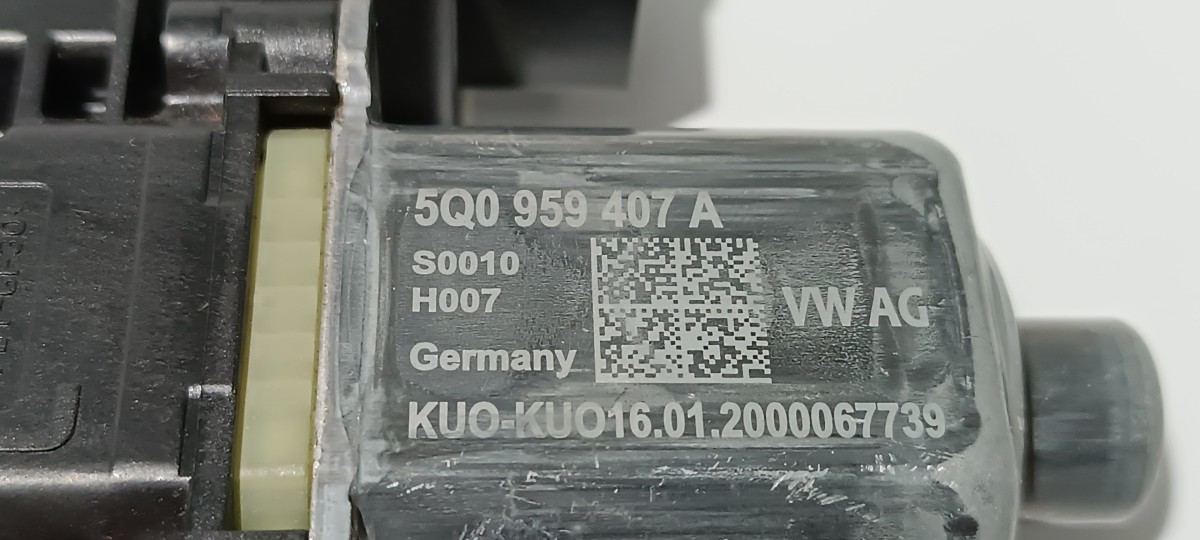 5Q0 959 407 A
S0010
H007
VW AG
Germany
KUO-KUO16.01.2000067739